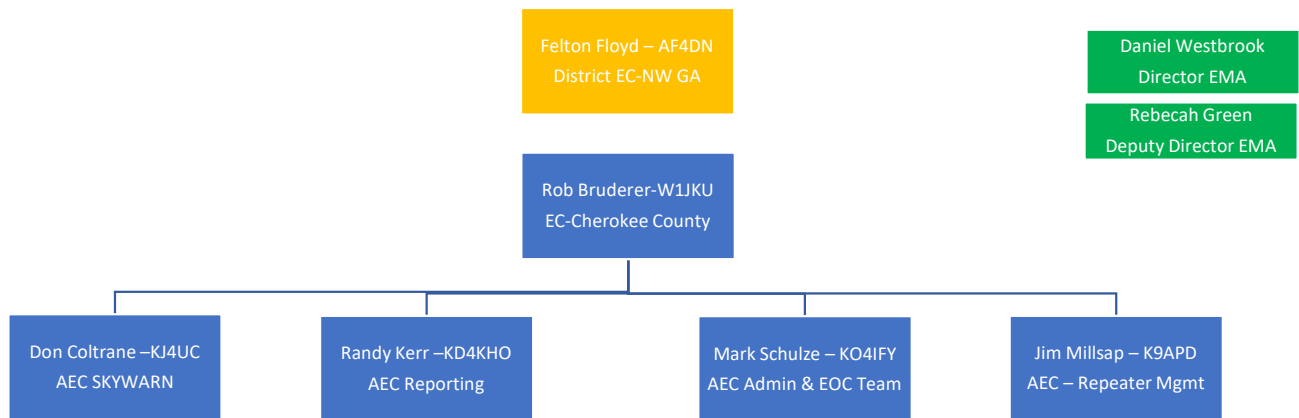 Felton Floyd – AF4DN
District EC-NW GA
Daniel Westbrook
Director EMA
Rebecah Green
Deputy Director EMA
Rob Bruderer-W1JKU
EC-Cherokee County
Don Coltrane –KJ4UC
AEC SKYWARN
Randy Kerr –KD4KHO
AEC Reporting
Mark Schulze – KO4IFY
AEC Admin & EOC Team
Jim Millsap – K9APD
AEC – Repeater Mgmt